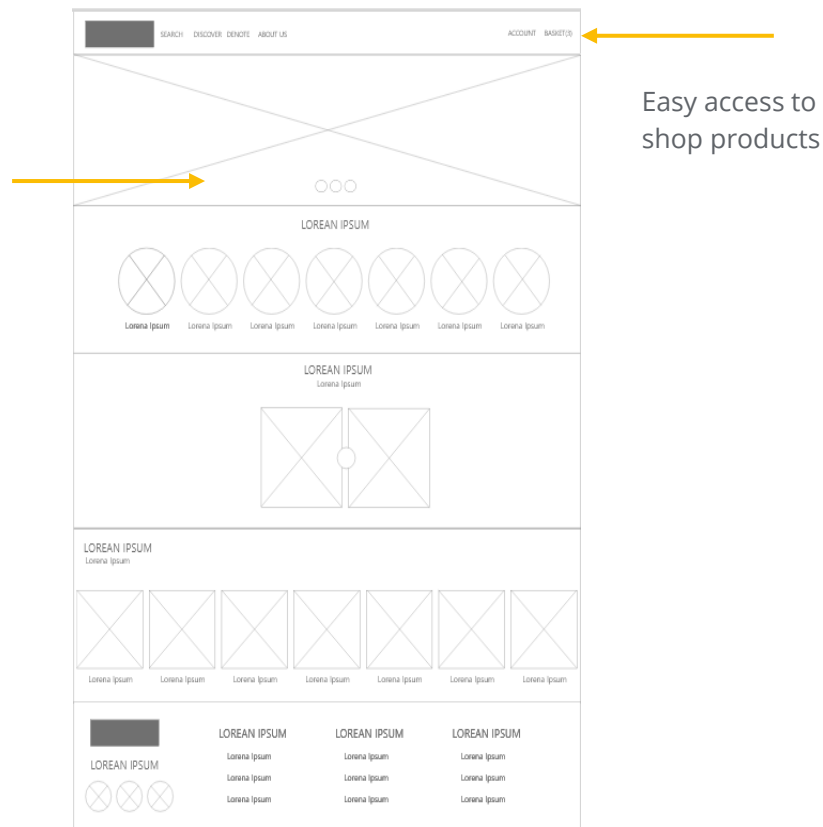 SEARCH DISCOVER DENOTE ABOUT US ACCOUNT BASKET(3)
Easy access to
shop products
LOREAN IPSUM
Lorena Ipsum Lorena Ipsum Lorena Ipsum Lorena Ipsum Lorena Ipsum Lorena Ipsum Lorena Ipsum
LOREAN IPSUM
Lorena Ipsum
LOREAN IPSUM
Lorena Ipsum
Lorena Ipsum Lorena Ipsum Lorena Ipsum Lorena Ipsum Lorena Ipsum Lorena Ipsum Lorena Ipsum
LOREAN IPSUM LOREAN IPSUM LOREAN IPSUM
Lorena Ipsum Lorena Ipsum Lorena Ipsum
LOREAN IPSUM
Lorena Ipsum Lorena Ipsum Lorena Ipsum
Lorena Ipsum Lorena Ipsum Lorena Ipsum